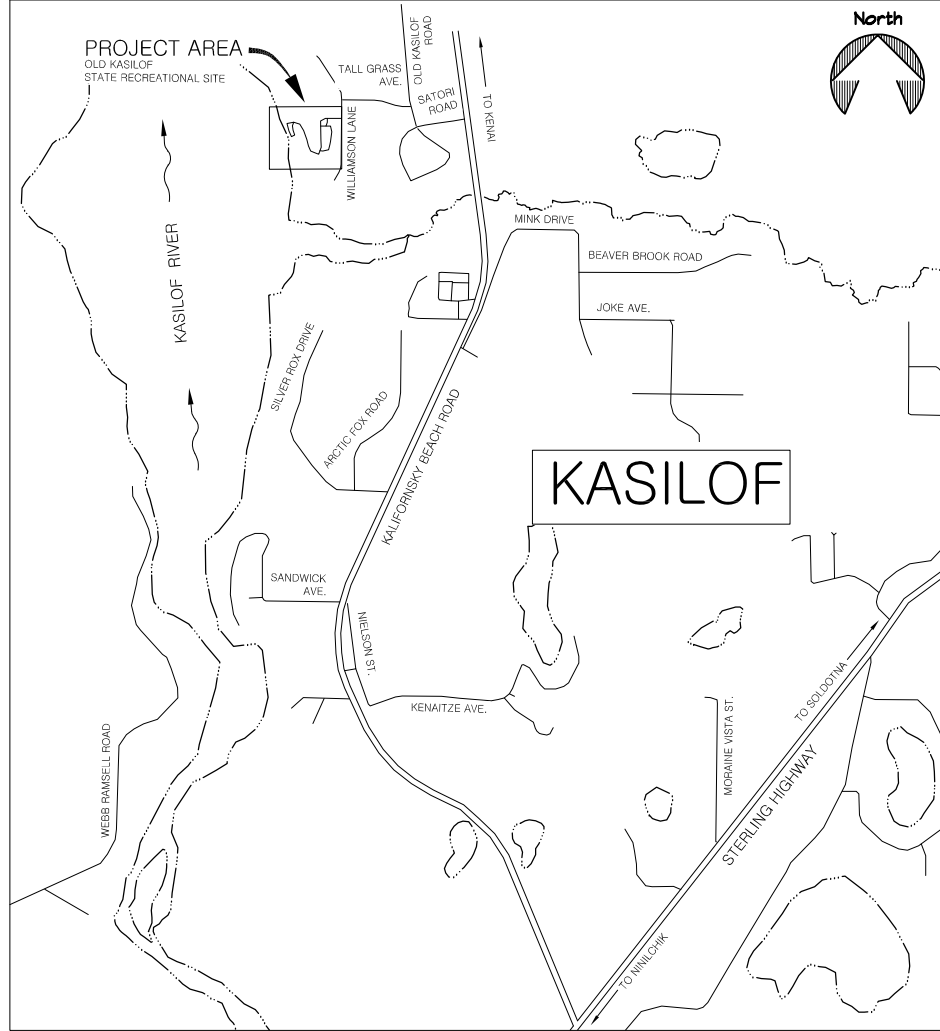 North
PROJECT AREA
OLD KASILOF
STATE RECREATIONAL SITE
TALL GRASS
AVE.
OLD KASILOF
ROAD
SATORI
ROAD
TO KENAI
WILLIAMSON LANE
KASILOF RIVER
MINK DRIVE
BEAVER BROOK ROAD
JOKE AVE.
SILVER ROX DRIVE
ARCTIC FOX ROAD
KALIFORNSKY BEACH ROAD
KASILOF
SANDWICK
AVE.
NIELSON ST.
KENAITZE AVE.
MORAINE VISTA ST.
TO SOLDOTNA
STERLING HIGHWAY
WEBB RAMSELL ROAD
TO NINILCHIK